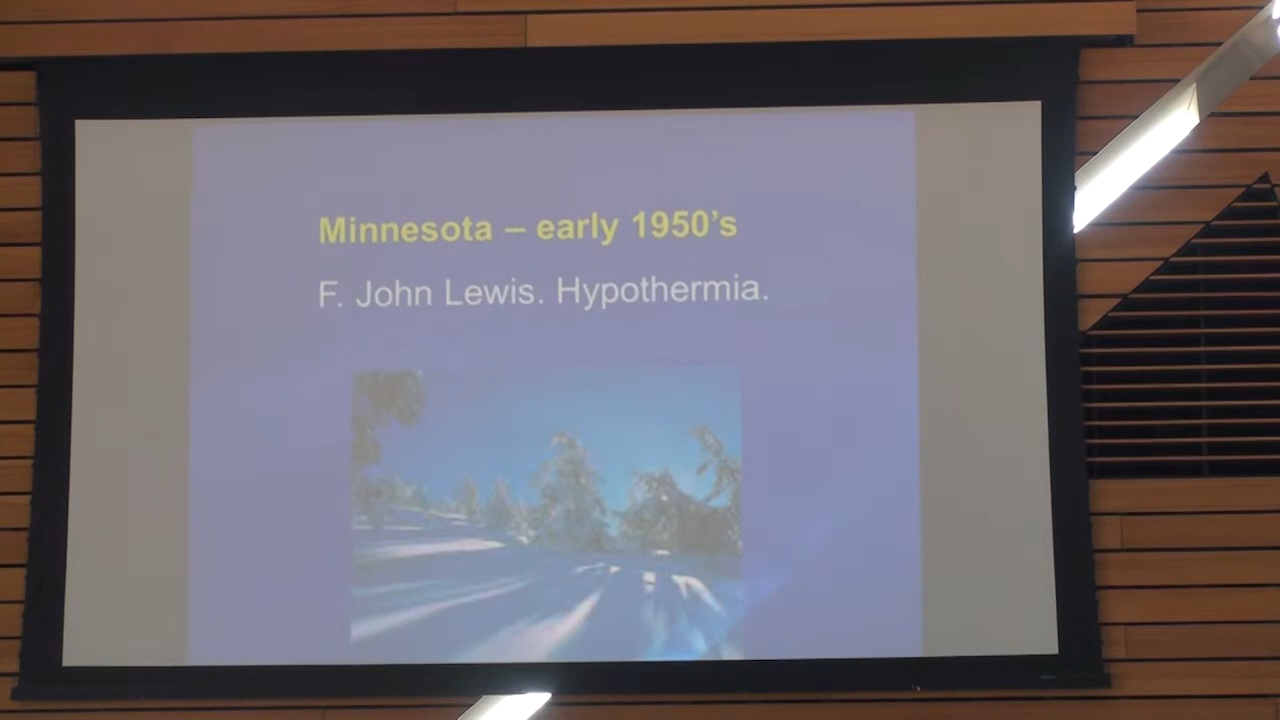 Minnesota – early 1950’s
F. John Lewis. Hypothermia.